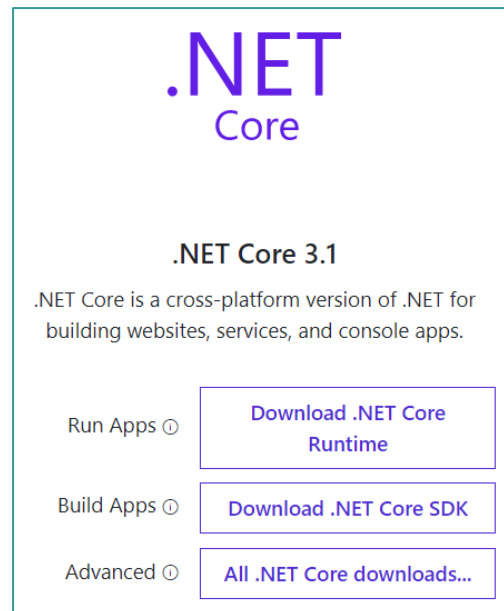 .NET
Core
.NET Core 3.1
.NET Core is a cross-platform version of .NET for
building websites, services, and console apps.
Run Apps
Download .NET Core
Runtime
Build Apps
Download .NET Core SDK
Advanced
All .NET Core downloads...